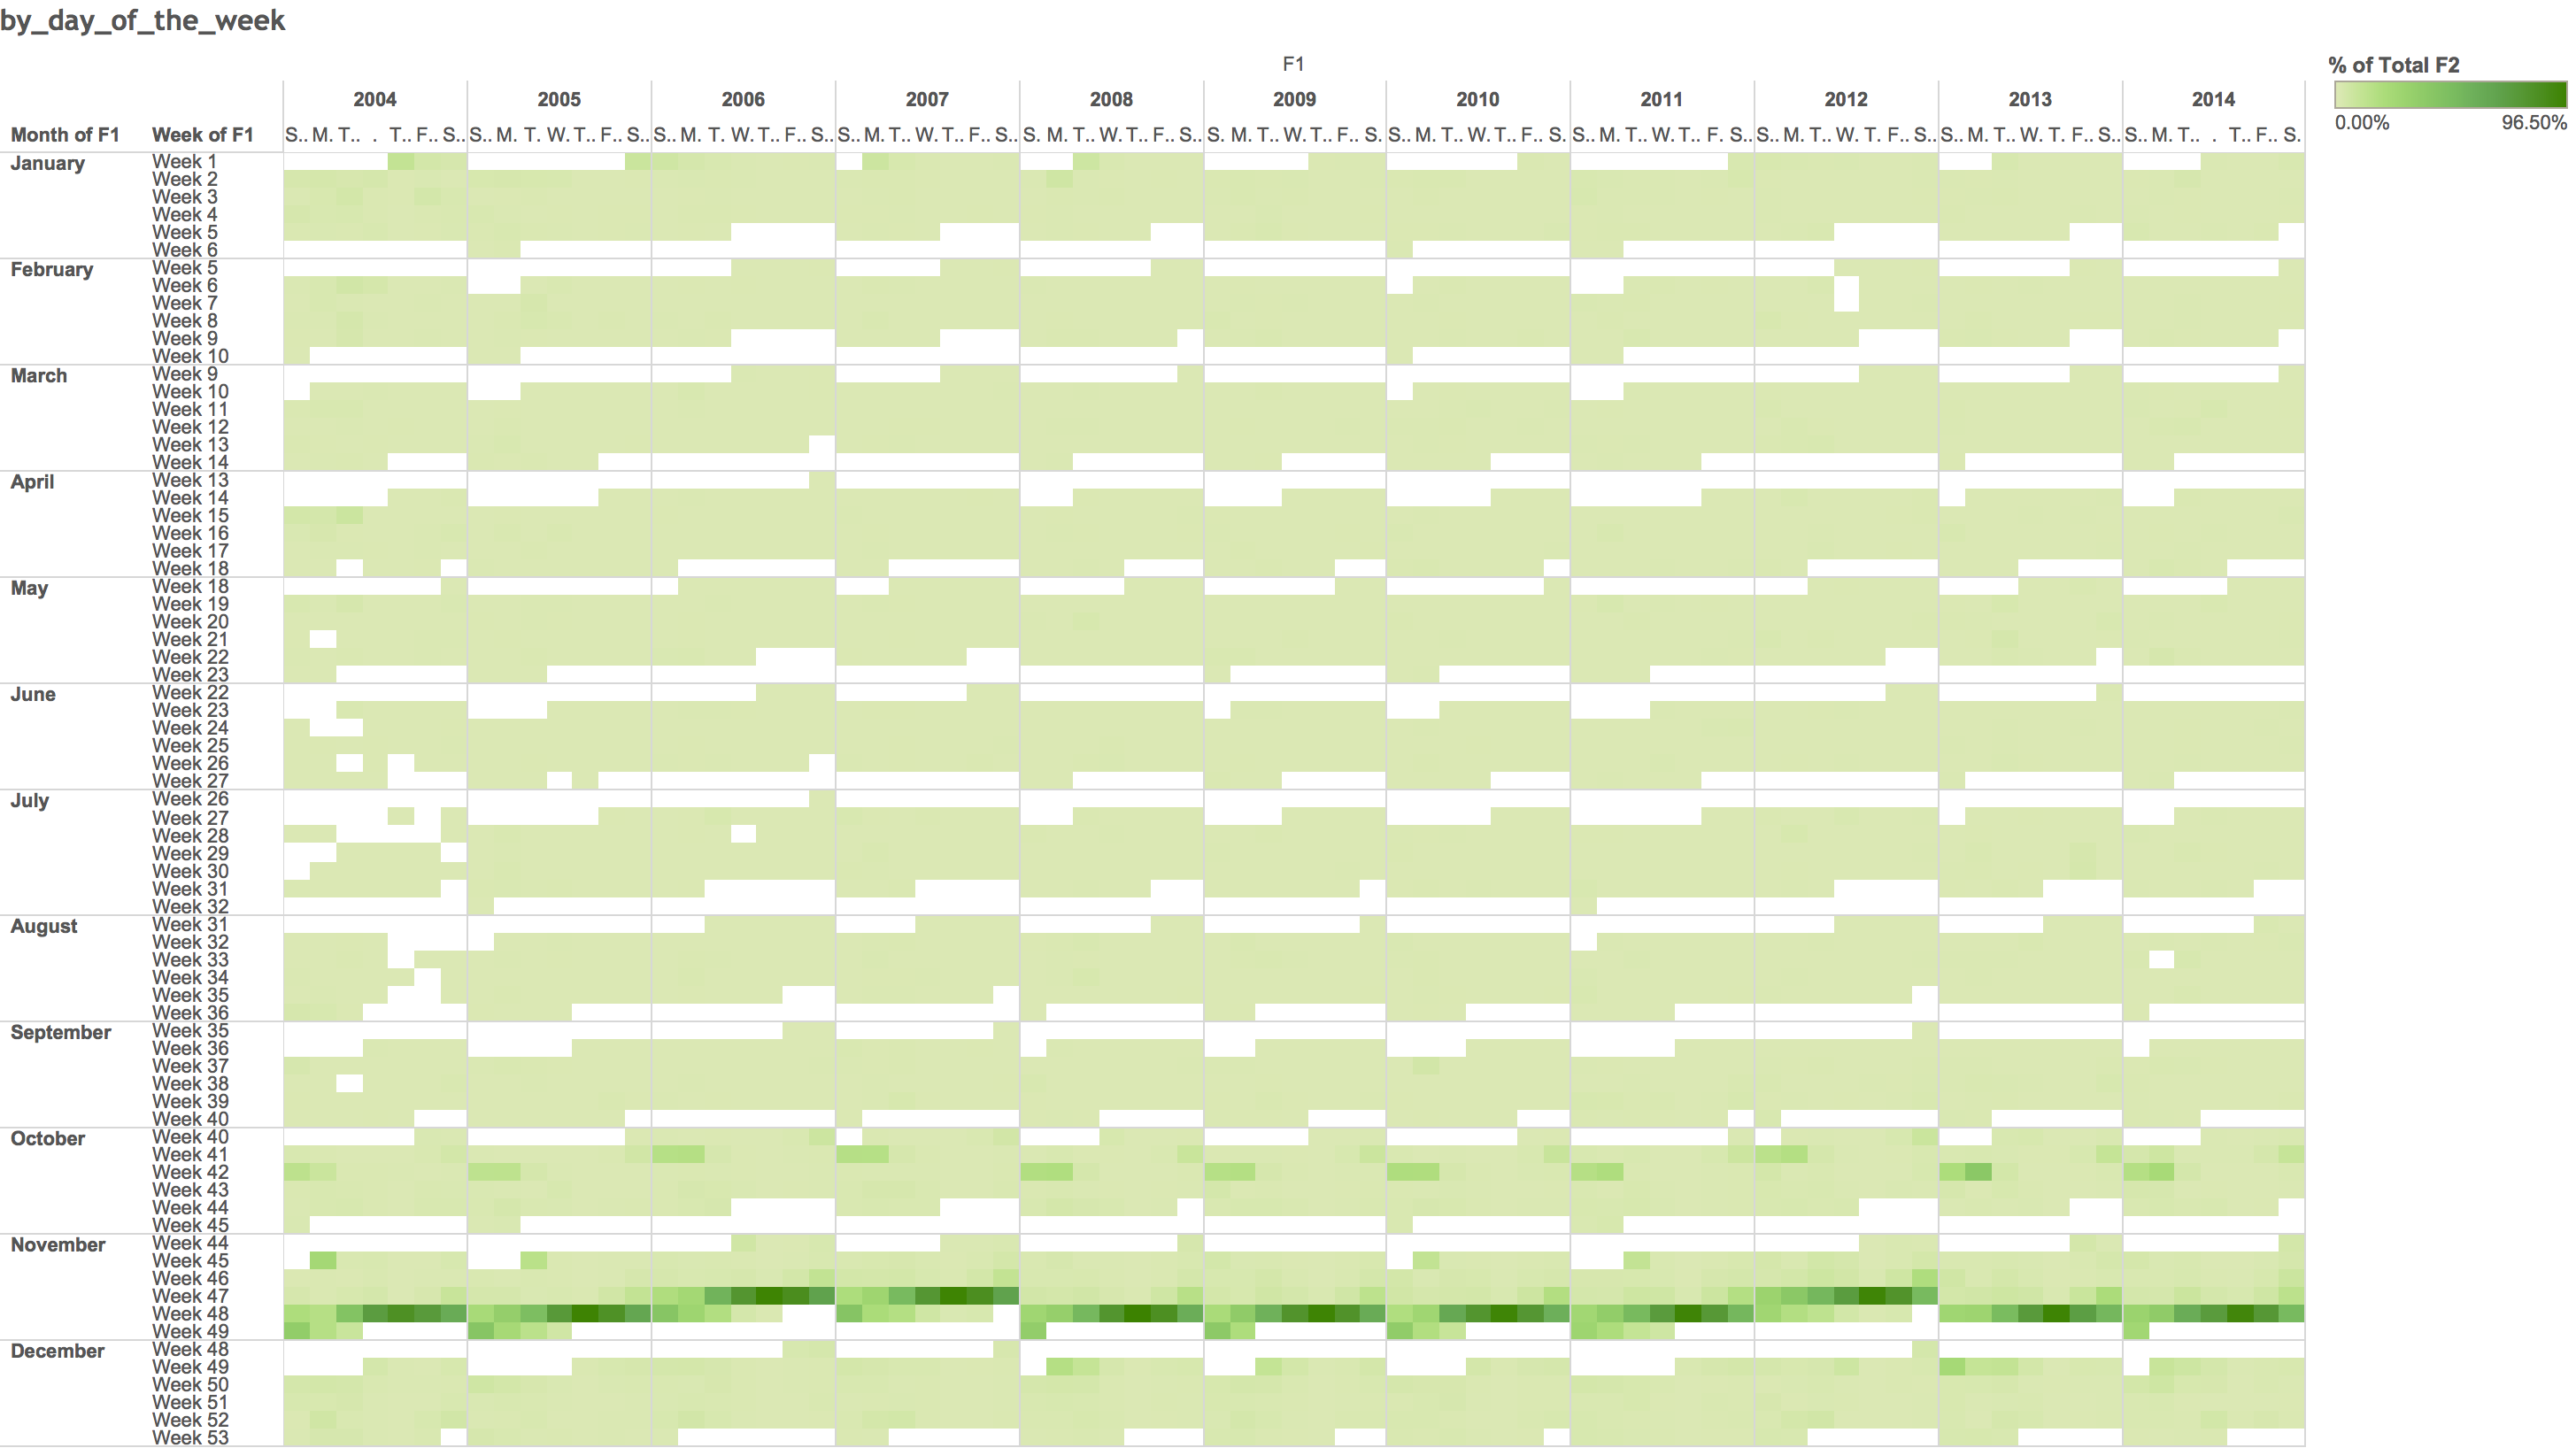 by_day_of_the_week
F1
% of Total F2
0.00% 96.50%
2004 2005 2006 2007 2008 2009 2010 2011 2012 2013 2014
Month of F1 Week of F1 S.. M. T.. . T.. F.. S.. S.. M. T. W. T.. F.. S.. S.. M. T. W.. T.. F.. S.. S.. M. T.. W. T.. F.. S.. S. M. T.. W. T.. F.. S.. S. M. T.. W. T.. F.. S. S.. M. T.. W. T.. F.. S. S.. M. T.. W. T.. F. S.. S.. M. T.. W. T. F.. S.. S.. M. T.. W. T. F.. S.. S.. M. T.. . T.. F.. S.
January Week 1
Week 2
Week 3
Week 4
Week 5
Week 6
February Week 5
Week 6
Week 7
Week 8
Week 9
Week 10
March Week 9
Week 10
Week 11
Week 12
Week 13
Week 14
April Week 13
Week 14
Week 15
Week 16
Week 17
Week 18
May Week 18
Week 19
Week 20
Week 21
Week 22
Week 23
June Week 22
Week 23
Week 24
Week 25
Week 26
Week 27
July Week 26
Week 27
Week 28
Week 29
Week 30
Week 31
Week 32
August Week 31
Week 32
Week 33
Week 34
Week 35
Week 36
September Week 35
Week 36
Week 37
Week 38
Week 39
Week 40
October Week 40
Week 41
Week 42
Week 43
Week 44
Week 45
November Week 44
Week 45
Week 46
Week 47
Week 48
Week 49
December Week 48
Week 49
Week 50
Week 51
Week 52
Week 53